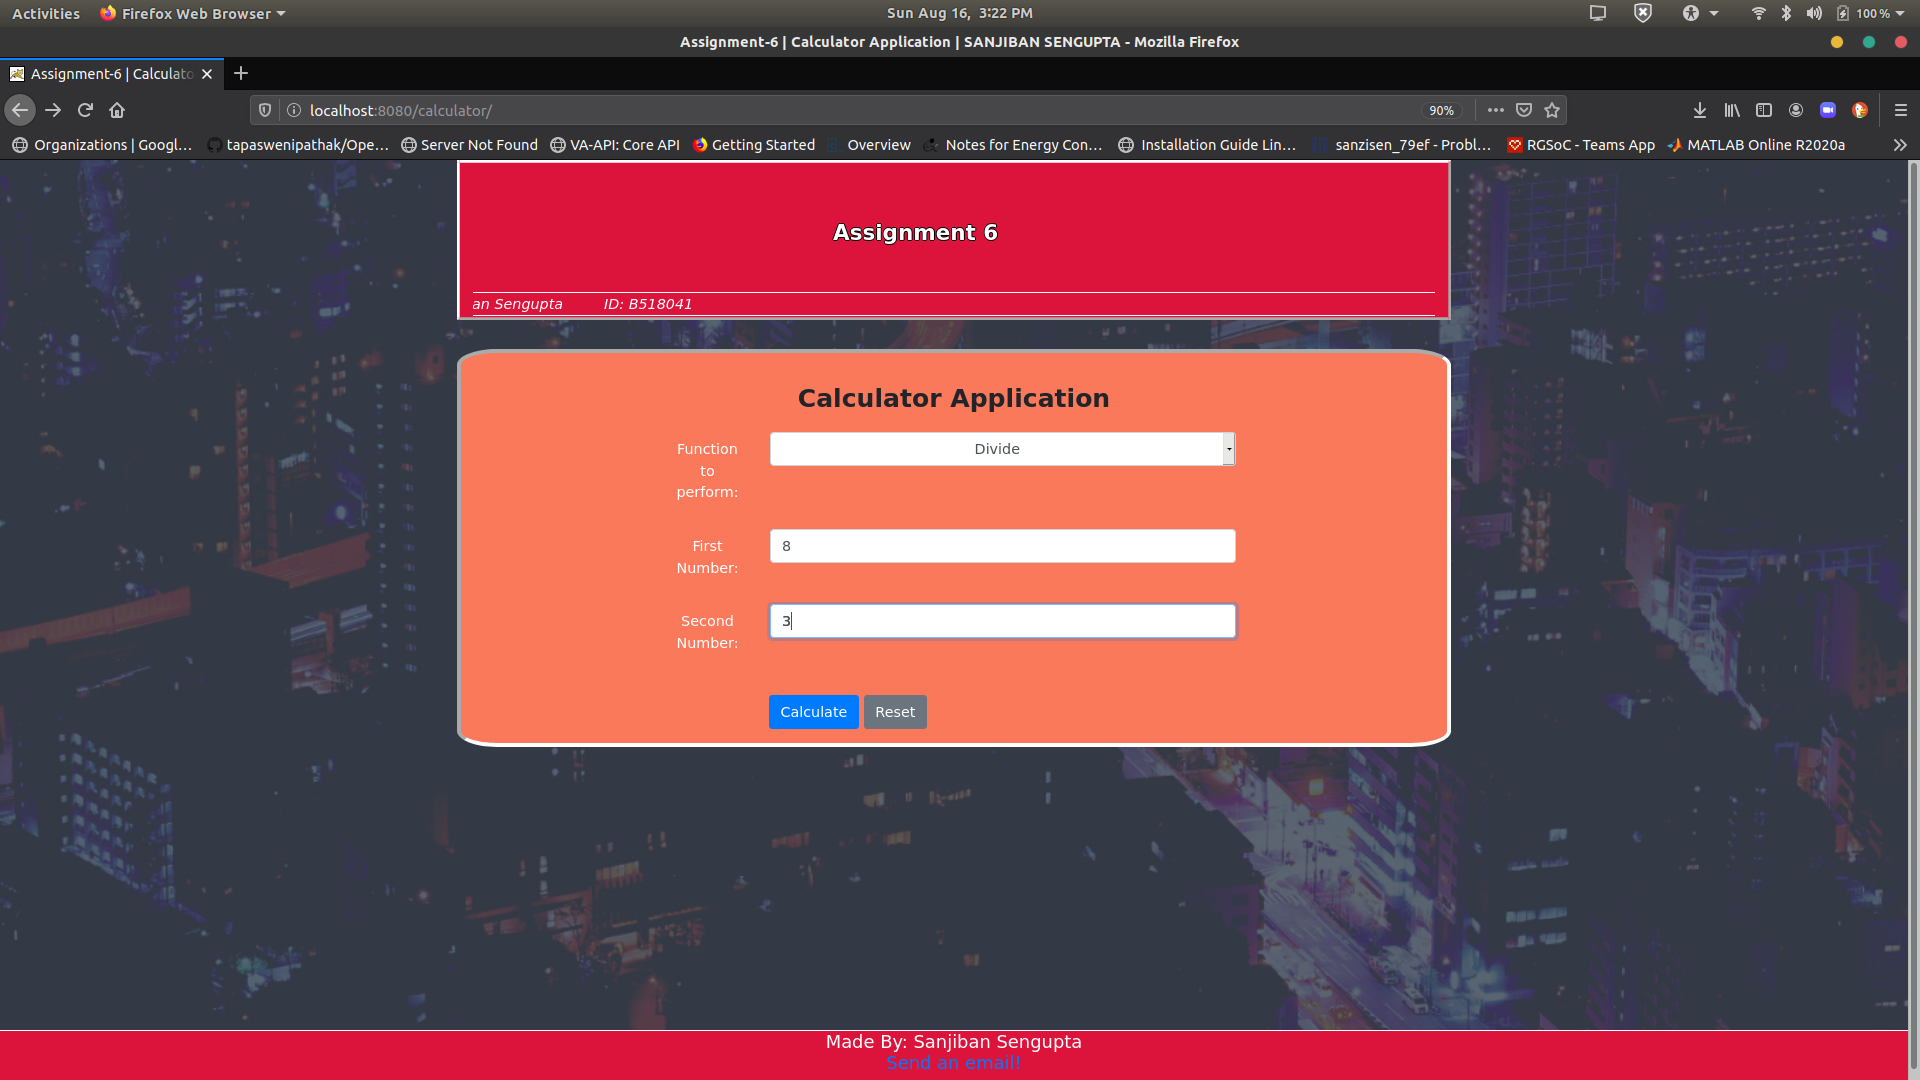 Activities
Firefox Web Browser
Sun Aug 16, 3:22 PM
100 %
Assignment-6 | Calculator Application | SANJIBAN SENGUPTA - Mozilla Firefox
Assignment-6 | Calculato
localhost:8080/calculator/
90%
Organizations | Googl…
tapaswenipathak/Ope…
Server Not Found
VA-API: Core API
Getting Started
Overview
Notes for Energy Con…
Installation Guide Lin…
sanzisen_79ef - Probl…
RGSoC - Teams App
MATLAB Online R2020a
Assignment 6
an Sengupta ID: B518041
Calculator Application
Function
to
perform:
Divide
First
Number:
8
Second
Number:
3
Calculate
Reset
Made By: Sanjiban Sengupta
Send an email!